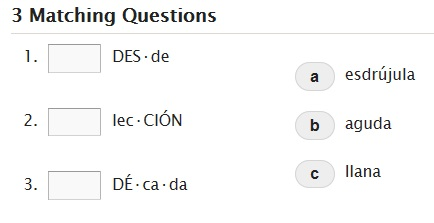 3 Matching Questions
1. DES·de
a esdrújula
2. lec·CIÓN
b aguda
c llana
3. DÉ·ca·da